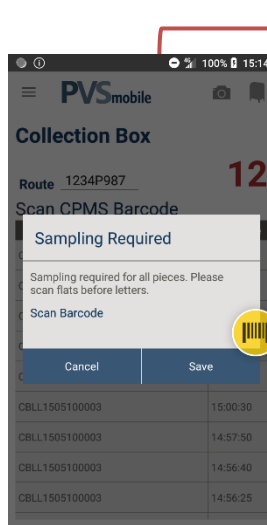 100% 15:14
PVSmobile
Collection Box
Route 1234P987
12
Scan CPMS Barcode
Sampling Required
Sampling required for all pieces. Please
scan flats before letters.
Scan Barcode
Cancel Save
CBLL1505100003 15:00:30
CBLL1505100003 14:57:50
CBLL1505100003 14:56:40
CBLL1505100003 14:56:25